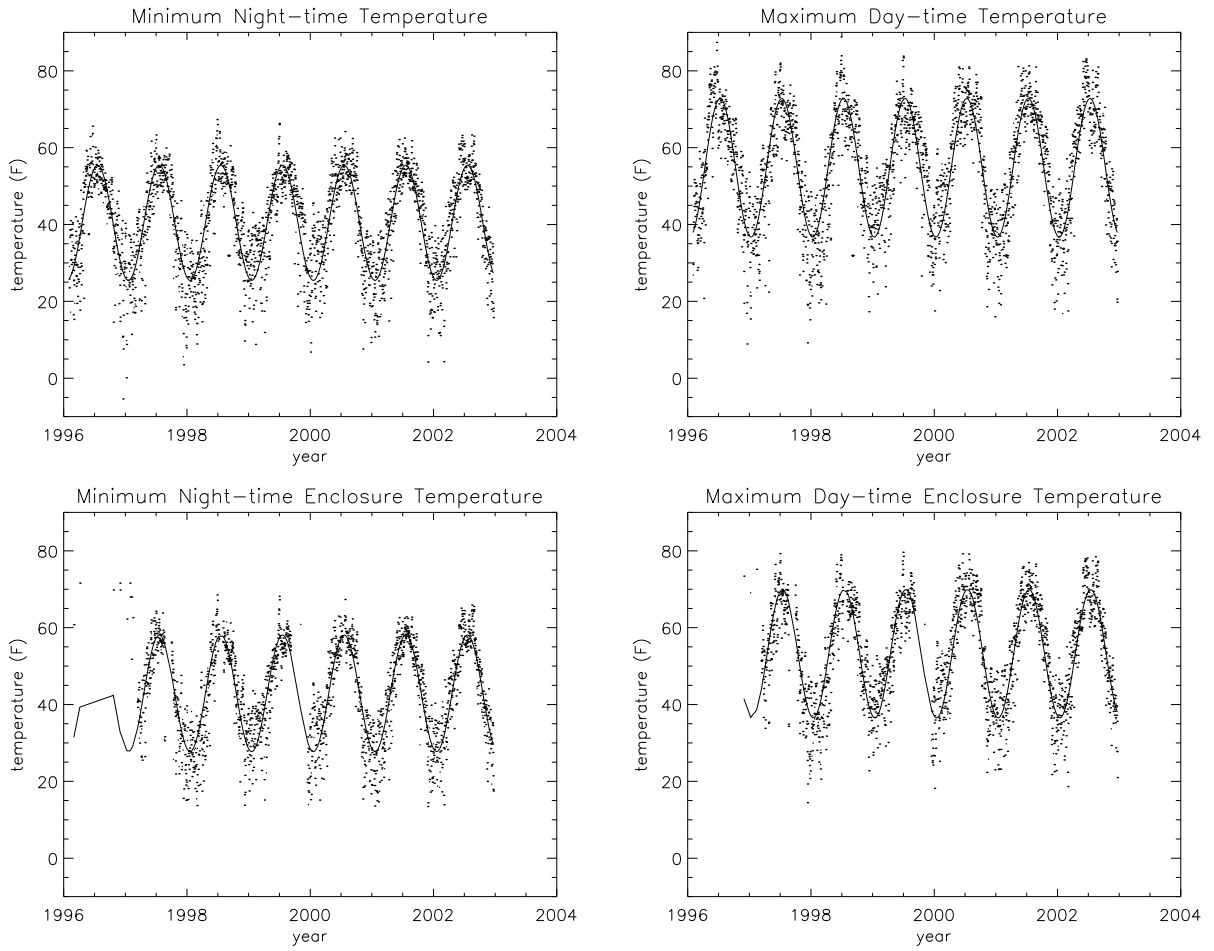 Minimum Night-time Temperature
temperature (F)
80
60
40
20
0
1996 1998 2000 2002 2004
year
Maximum Day-time Temperature
temperature (F)
80
60
40
20
0
1996 1998 2000 2002 2004
year
Minimum Night-time Enclosure Temperature
temperature (F)
80
60
40
20
0
1996 1998 2000 2002 2004
year
Maximum Day-time Enclosure Temperature
temperature (F)
80
60
40
20
0
1996 1998 2000 2002 2004
year